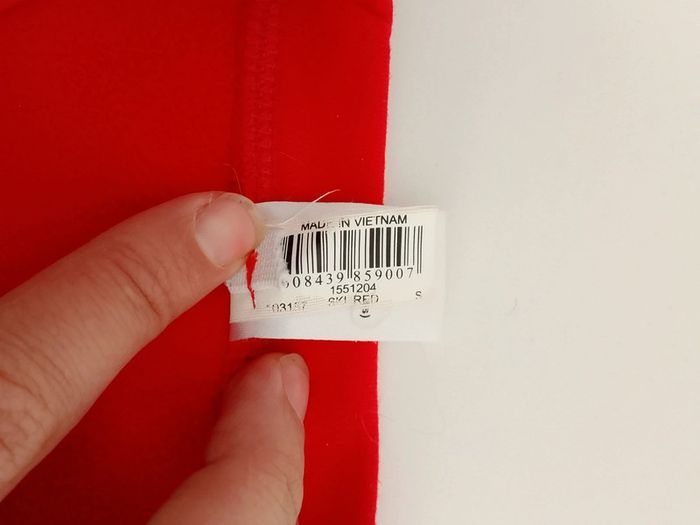 MADE IN VIETNAM
608439 859007
1551204
SKI RED S